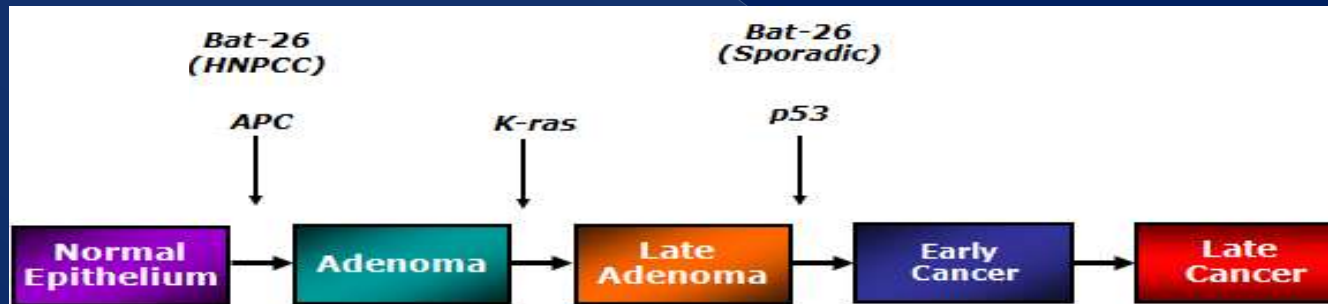 Bat-26
(HNPCC)
APC
K-ras
Bat-26
(Sporadic)
p53
Normal
Epithelium
Adenoma
Late
Adenoma
Early
Cancer
Late
Cancer